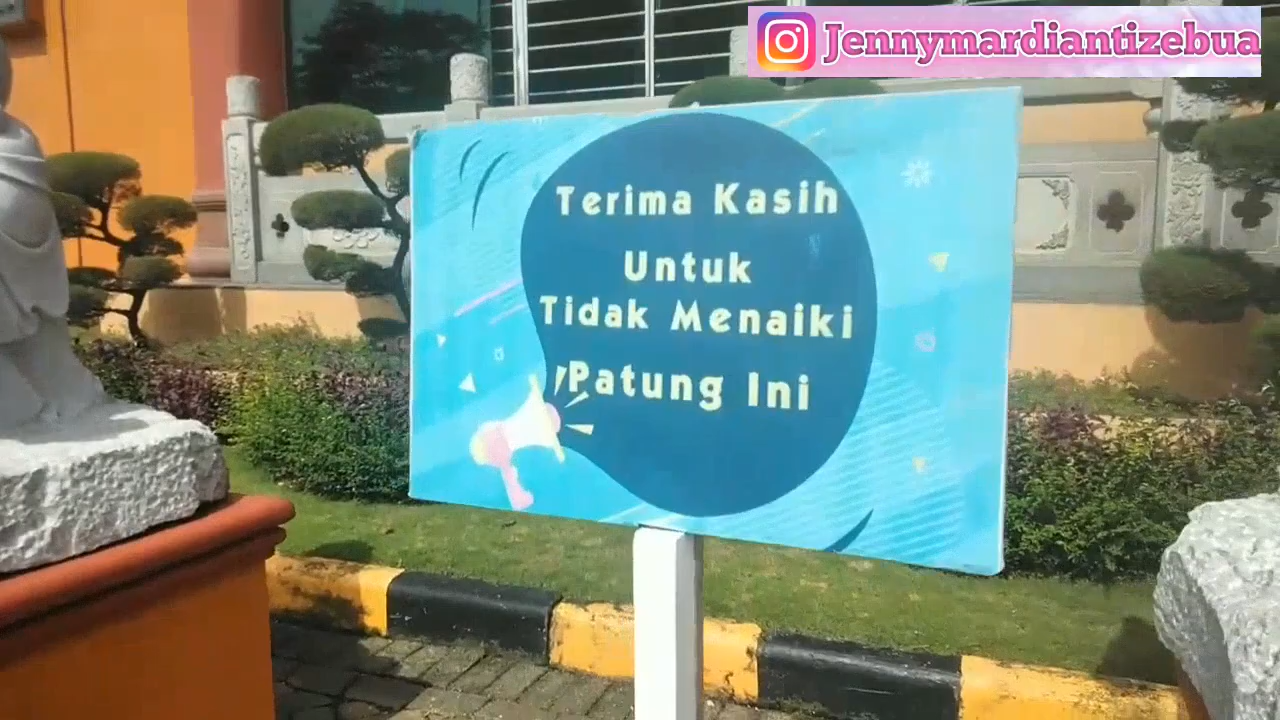 Jennymardiantizebua
Terima Kasih
Untuk
Tidak Menaiki
Patung Ini